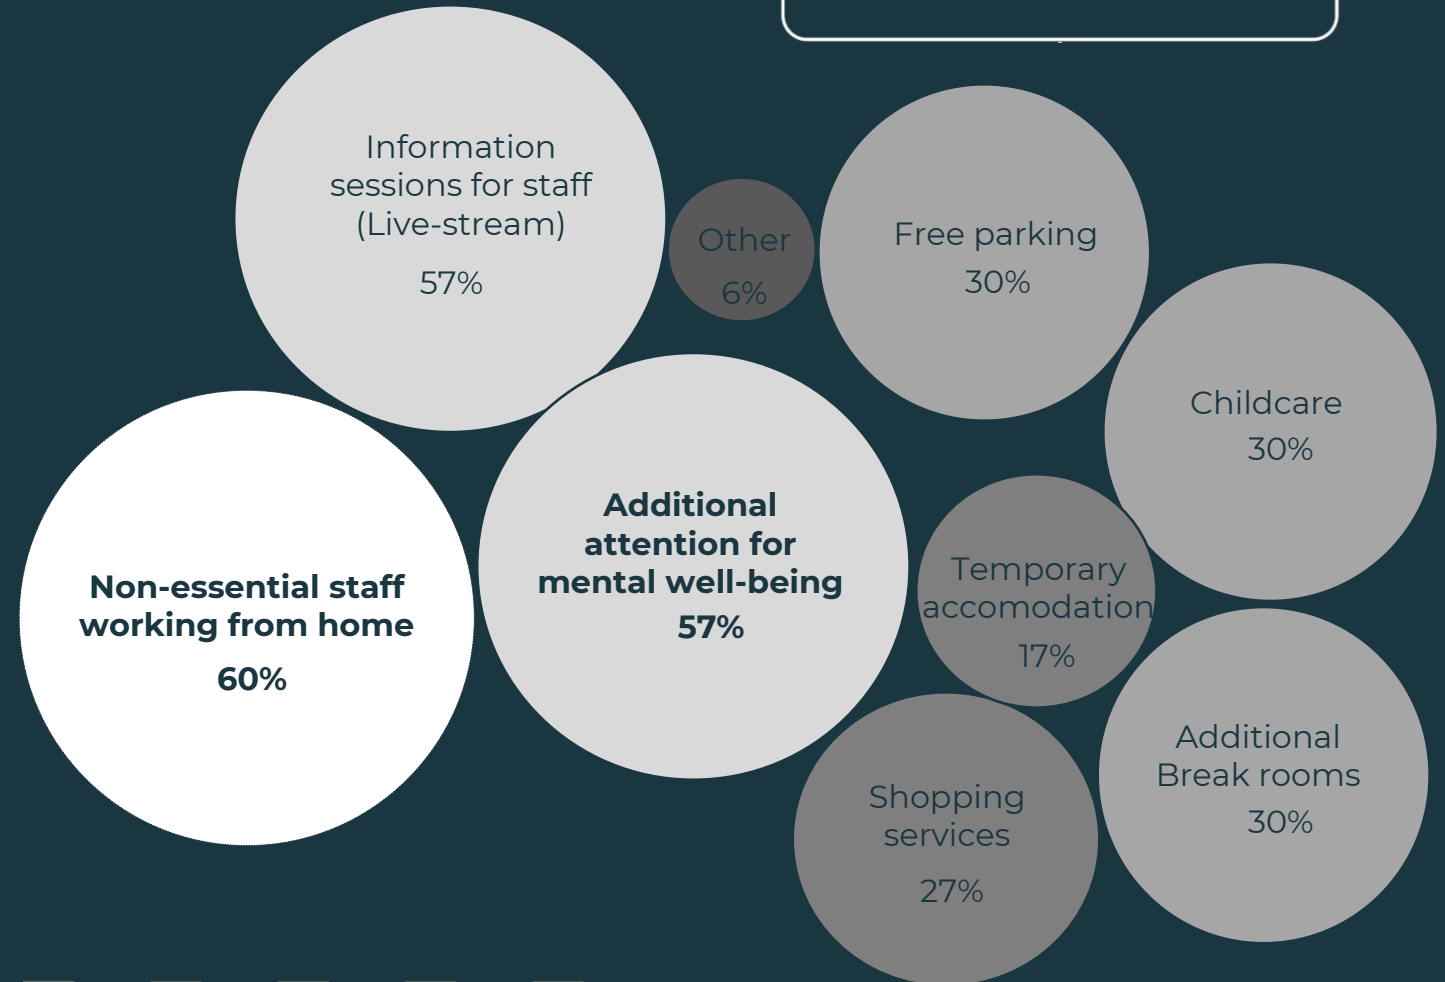 Information
sessions for staff
(Live-stream)
57%
Other
6%
Free parking
30%
Childcare
30%
Non-essential staff
working from home
60%
Additional
attention for
mental well-being
57%
Temporary
accomodation
17%
Shopping
services
27%
Additional
Break rooms
30%